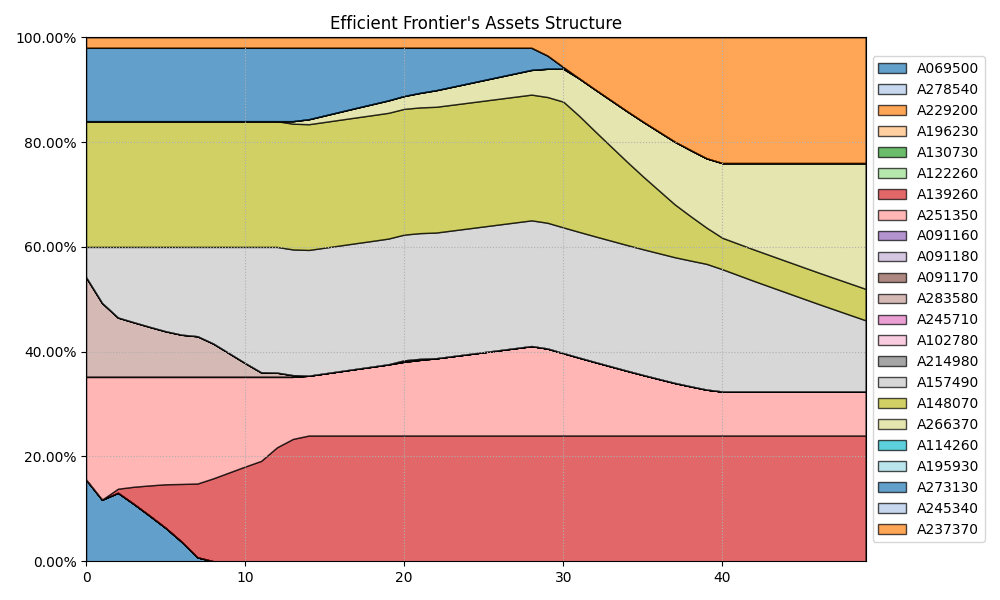 Efficient Frontier's Assets Structure
100.00%
80.00%
60.00%
40.00%
20.00%
0.00%
0
10
20
30
40
A069500
A278540
A229200
A196230
A130730
A122260
A139260
A251350
A091160
A091180
A091170
A283580
A245710
A102780
A214980
A157490
A148070
A266370
A114260
A195930
A273130
A245340
A237370